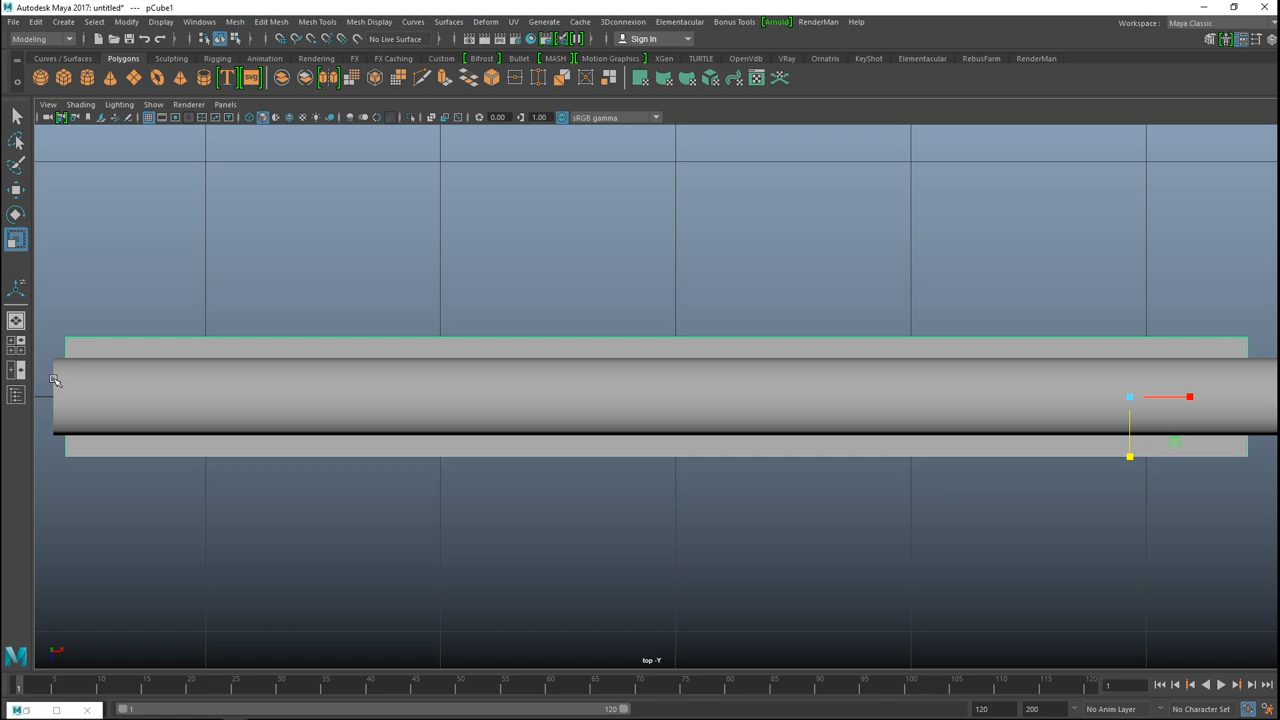 Autodesk Maya 2017: untitled*   ---   pCube1
File Edit Create Select Modify Display Windows Mesh Edit Mesh Mesh Tools Mesh Display Curves Surfaces Deform UV Generate Cache 3Dconnexion Elementacular Bonus Tools [Arnold] RenderMan Help
Workspace : Maya Classic
Modeling No Live Surface Sign In
Curves / Surfaces Polygons Sculpting Rigging Animation Rendering FX FX Caching Custom Bifrost Bullet MASH Motion Graphics XGen TURTLE OpenVdb VRay Ornatrix KeyShot Elementacular RebusFarm RenderMan
T SVG
View Shading Lighting Show Renderer Panels
0.00 1.00 sRGB gamma
top -Y
1 5 10 15 20 25 30 35 40 45 50 55 60 65 70 75 80 85 90 95 100 105 110 115 120 1
1 120 120 200 No Anim Layer No Character Set